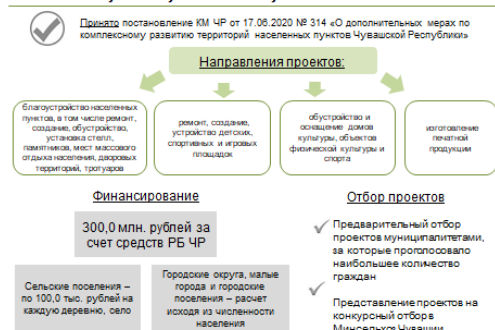 Принято постановление КМ ЧР от 17.06.2020 № 314 «О дополнительных мерах по
комплексному развитию территорий населенных пунктов Чувашской Республики»
Направления проектов:
благоустройство населенных
пунктов, в том числе ремонт,
создание, обустройство,
установка стелл,
памятников, мест массового
отдыха населения, дворовых
территорий, тротуаров
ремонт, создание,
устройство детских,
спортивных и игровых
площадок
обустройство и
оснащение домов
культуры, объектов
физической культуры и
спорта
изготовление
печатной
продукции
Финансирование
300,0 млн. рублей за
счет средств РБ ЧР
Сельские поселения –
по 100,0 тыс. рублей на
каждую деревню, село
Городские округа, малые
города и городские
поселения – расчет
исходя из численности
населения
Отбор проектов
Предварительный отбор
проектов муниципалитетами,
за которые проголосовало
наибольшее количество
граждан
Представление проектов на
конкурсный отбор в
Минсельхоз Чувашии